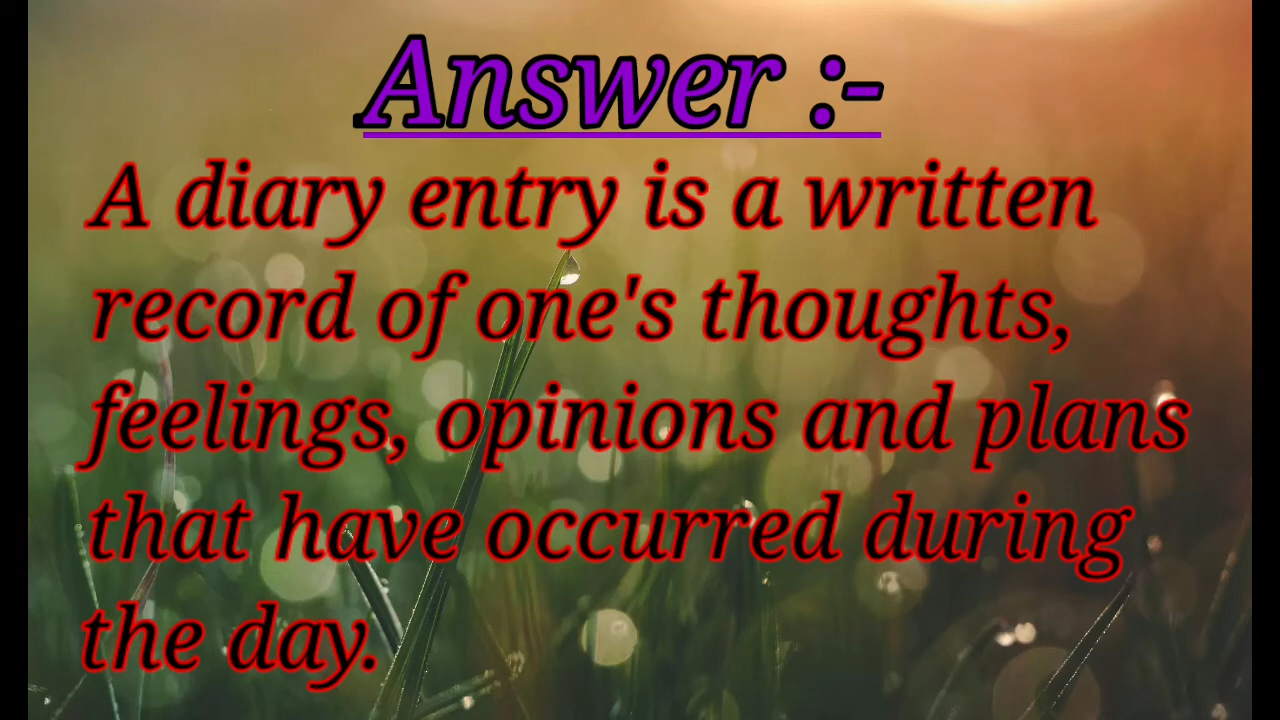 Answer :-
A diary entry is a written
record of one's thoughts,
feelings, opinions and plans
that have occurred during
the day.